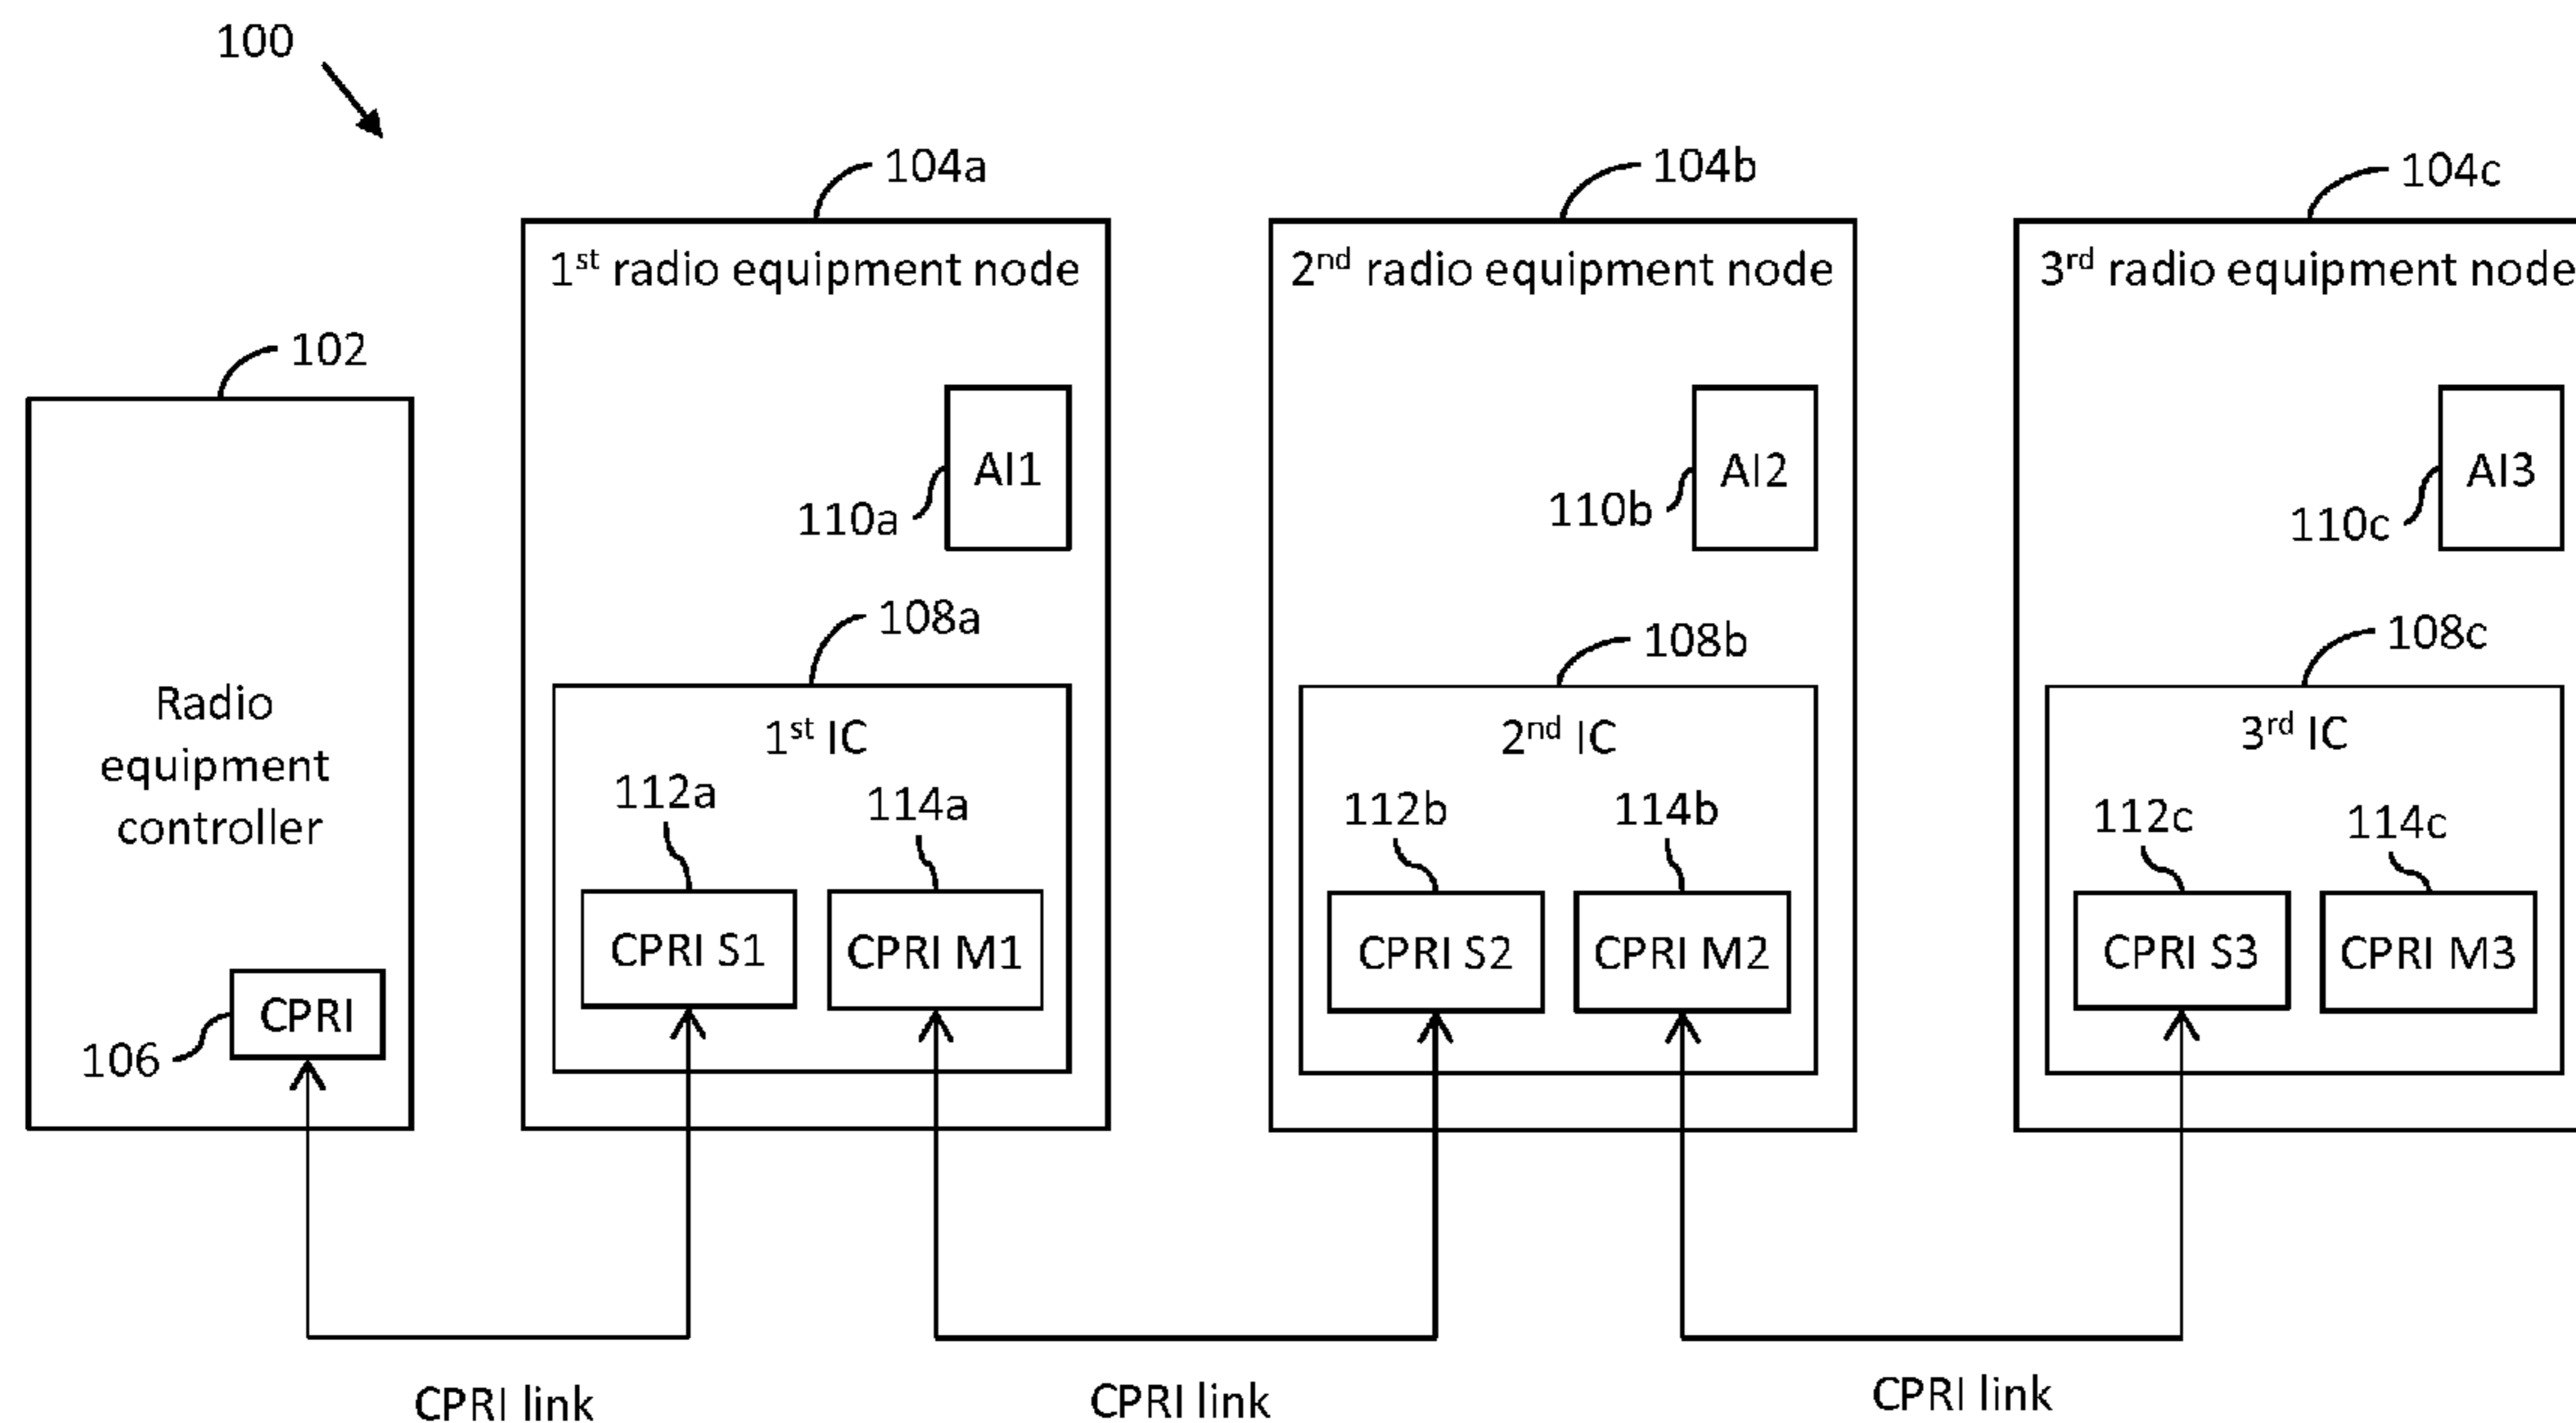 100
104a
104b
104c
1st radio equipment node
2nd radio equipment node
3rd radio equipment node
102
AI1
AI2
AI3
110a
110b
110c
108a
108b
108c
Radio
equipment
controller
1st IC
2nd IC
3rd IC
112a
114a
112b
114b
112c
114c
CPRI S1
CPRI M1
CPRI S2
CPRI M2
CPRI S3
CPRI M3
CPRI
106
CPRI link
CPRI link
CPRI link